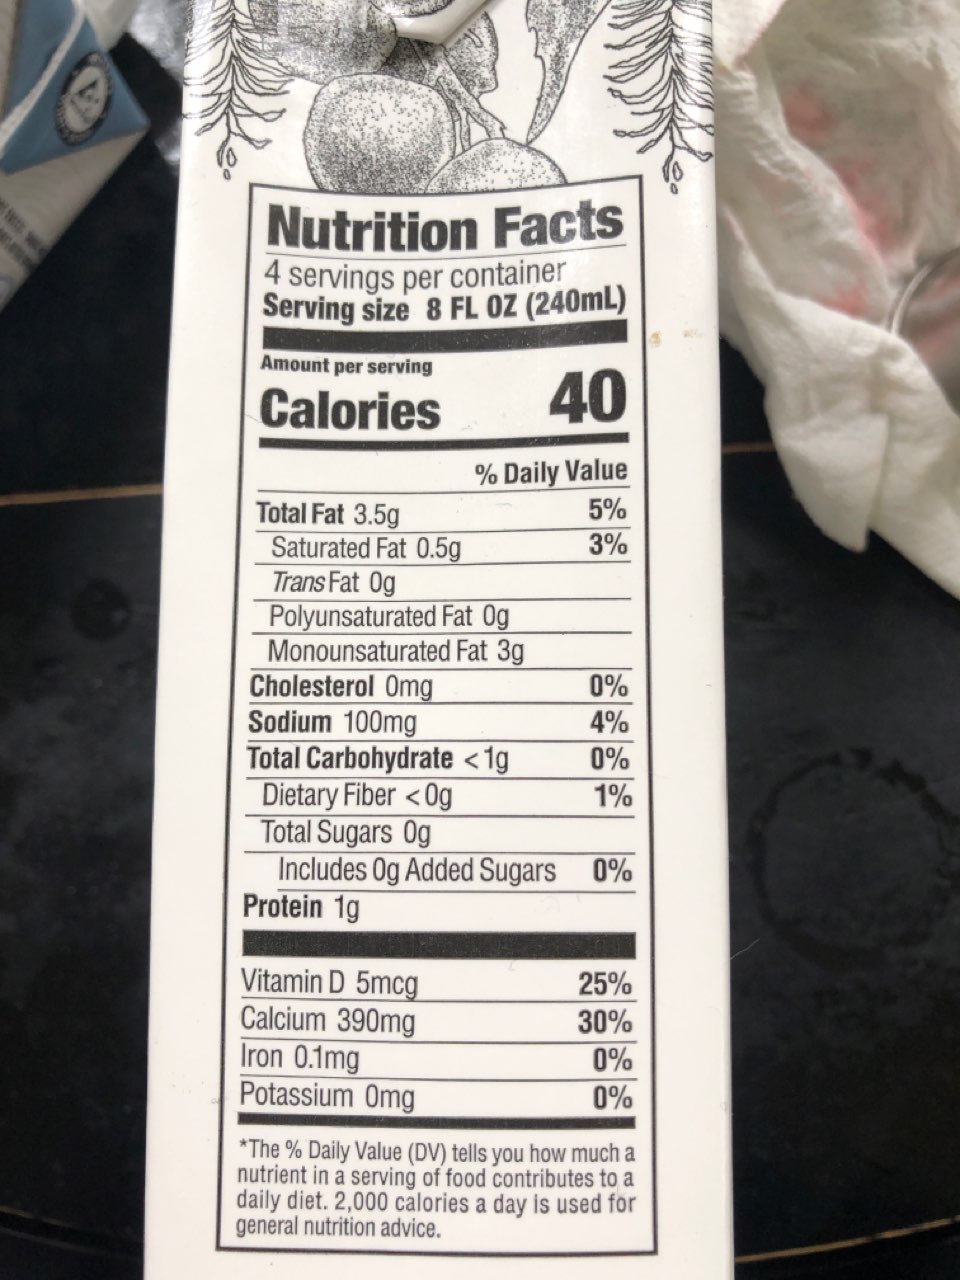 Nutrition Facts
4 servings per container
Serving size 8 FL OZ (240mL)
Amount per serving
Calories 40
% Daily Value
Total Fat 3.5g 5%
Saturated Fat 0.5g 3%
Trans Fat 0g
Polyunsaturated Fat 0g
Monounsaturated Fat 3g
Cholesterol 0mg 0%
Sodium 100mg 4%
Total Carbohydrate <1g 0%
Dietary Fiber <0g 1%
Total Sugars 0g
Includes 0g Added Sugars 0%
Protein 1g
Vitamin D 5mcg 25%
Calcium 390mg 30%
Iron 0.1mg 0%
Potassium 0mg 0%
*The % Daily Value (DV) tells you how much a
nutrient in a serving of food contributes to a
daily diet. 2,000 calories a day is used for
general nutrition advice.